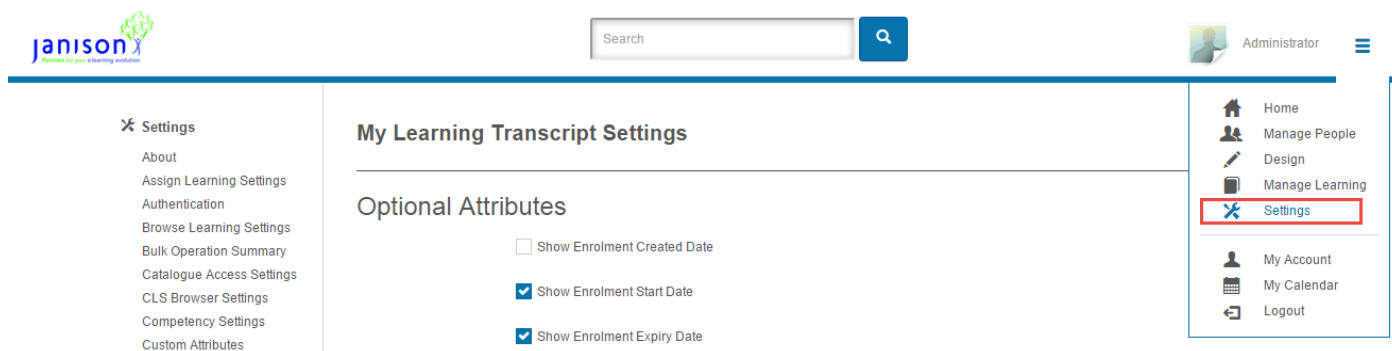 Janison
Partners for your e-learning evolution
Search
Administrator
Settings
About
Assign Learning Settings
Authentication
Browse Learning Settings
Bulk Operation Summary
Catalogue Access Settings
CLS Browser Settings
Competency Settings
Custom Attributes
My Learning Transcript Settings
Optional Attributes
Show Enrolment Created Date
Show Enrolment Start Date
Show Enrolment Expiry Date
Home
Manage People
Design
Manage Learning
Settings
My Account
My Calendar
Logout